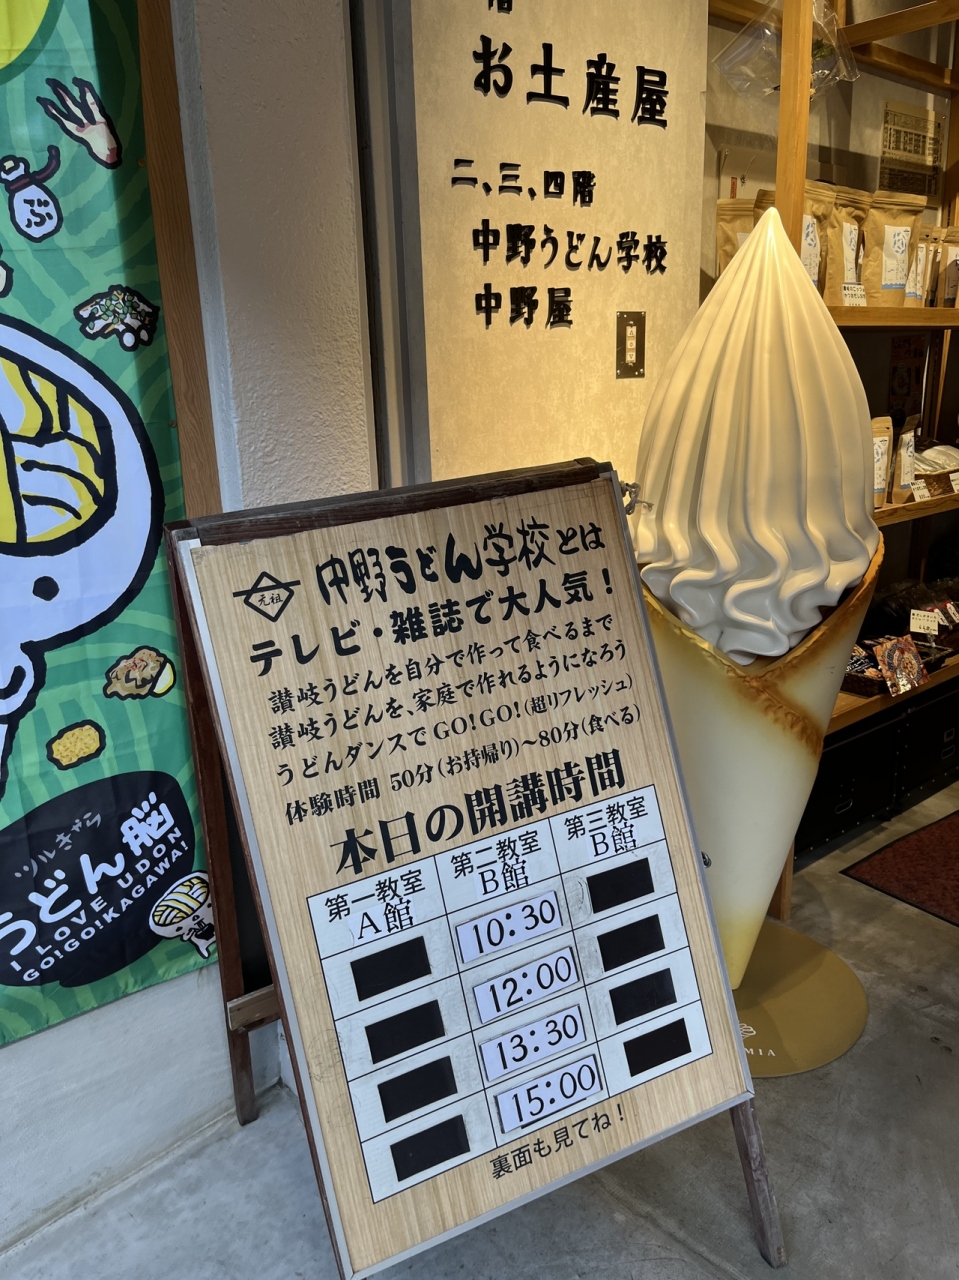 お土産屋
二、三、四階
中野うどん学校
中野屋
元祖
中野うどん学校とは
テレビ・雑誌で大人気!
讃岐うどんを自分で作って食べるまで
讃岐うどんを、家庭で作れるようになろう
うどんダンスでGO!GO!(超リフレッシュ)
体験時間 50分(お持帰り)～80分(食べる)
本日の開講時間
第一教室 第二教室 第三教室
A館 B館 B館
10:30
12:00
13:30
15:00
裏面も見てね!
ぶ
ツルきゃら
うどん脳
I LOVE UDON
GO!GO!KAGAWA!
MIA